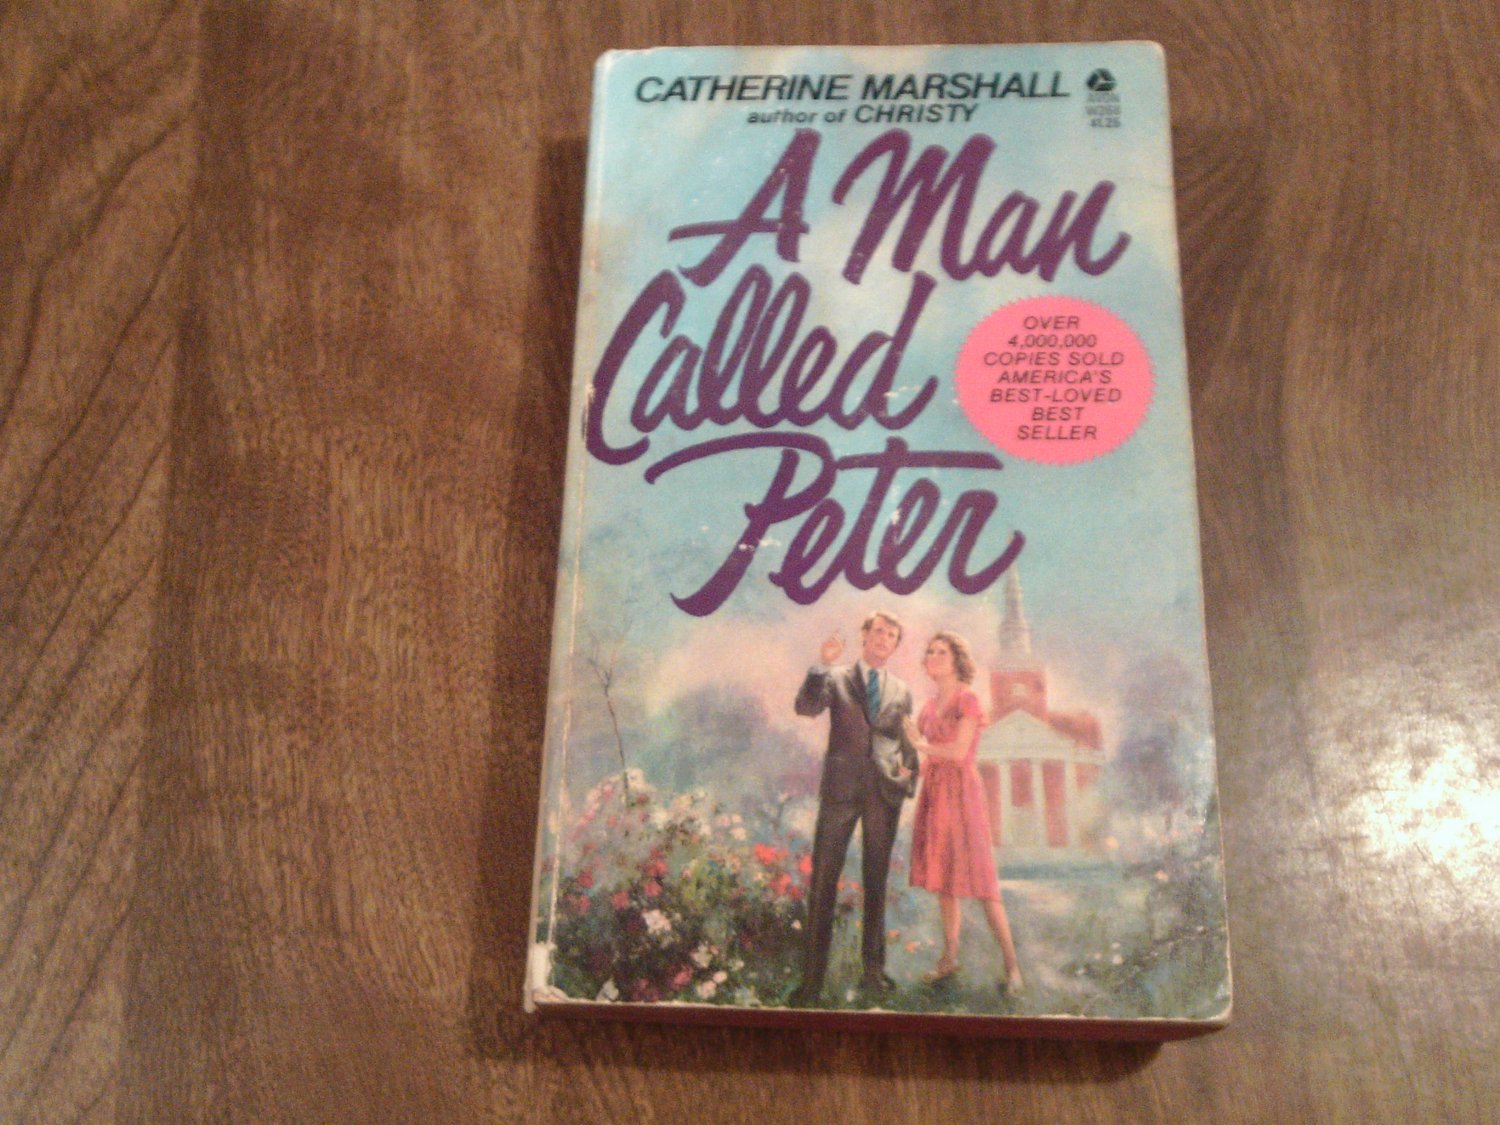 CATHERINE MARSHALL
author of CHRISTY
AVON
A Man
Called
Peter
OVER
4,000,000
COPIES SOLD
AMERICA'S
BEST-LOVED
BEST
SELLER